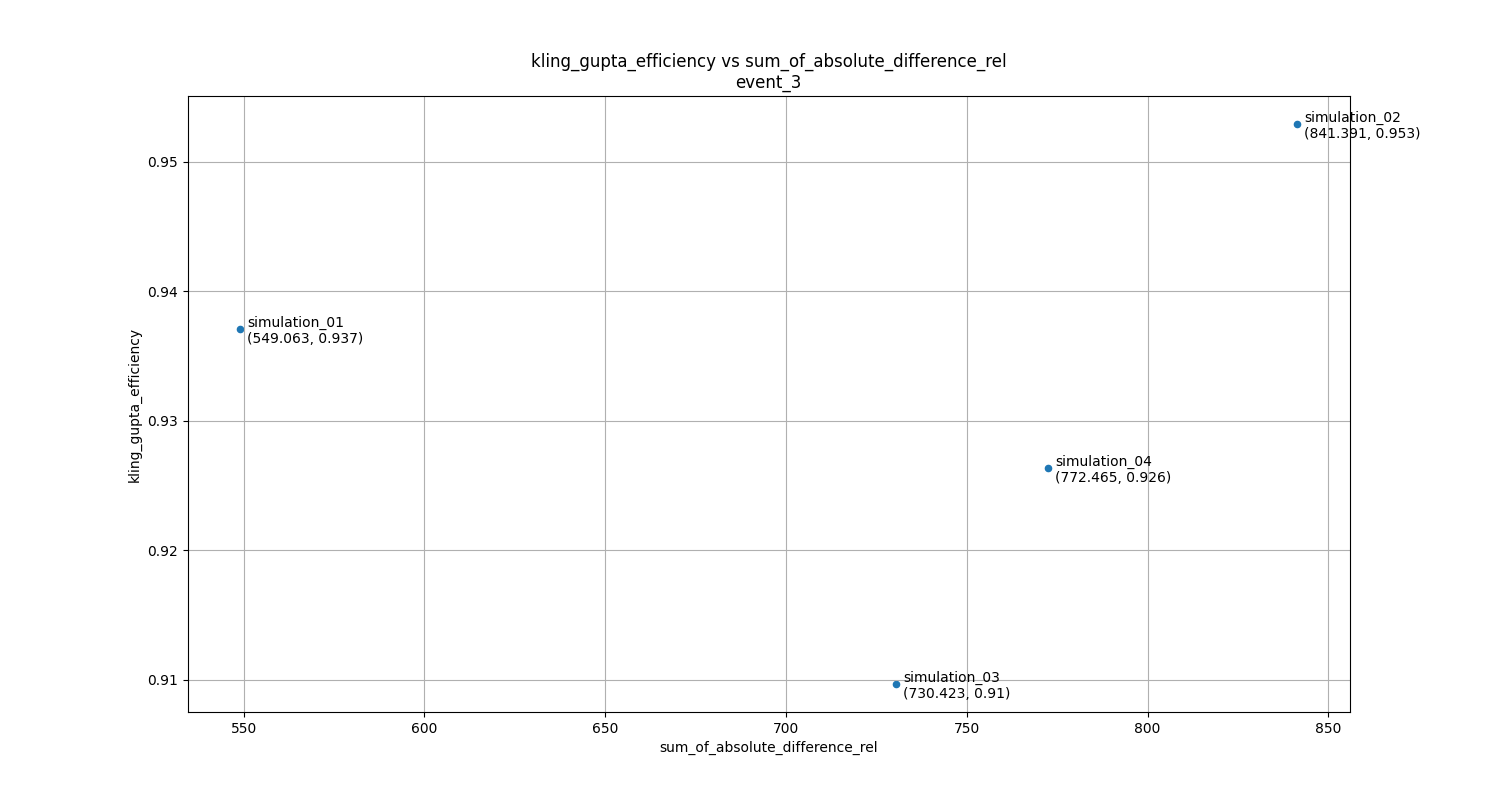 kling_gupta_efficiency vs sum_of_absolute_difference_rel
event_3
kling_gupta_efficiency
0.95
0.94
0.93
0.92
0.91
simulation_02
(841.391, 0.953)
simulation_01
(549.063, 0.937)
simulation_04
(772.465, 0.926)
simulation_03
(730.423, 0.91)
550
600
650
700
750
800
850
sum_of_absolute_difference_rel